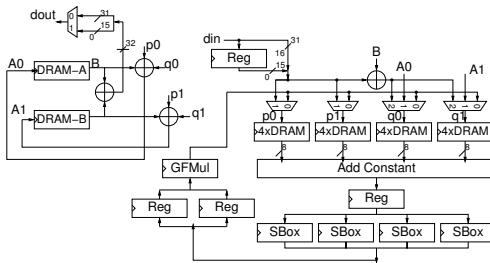 dout
0
1
31
15
0
32
p0
A0
DRAM-A
B
q0
p1
A1
DRAM-B
q1
din
Reg
31
16
15
0
B
A0
A1
0
1
0
1
0
1
2
0
1
2
p0
p1
q0
q1
4xDRAM
4xDRAM
4xDRAM
4xDRAM
8
8
8
8
GFMul
Add Constant
Reg
Reg
Reg
SBox
SBox
SBox
SBox